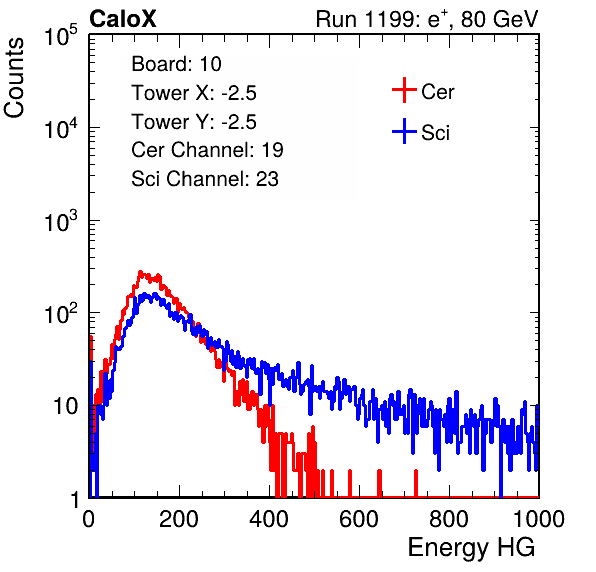 CaloX Run 1199: e⁺, 80 GeV
Counts
10⁵
10⁴
10³
10²
10
1
Board: 10
Tower X: -2.5
Tower Y: -2.5
Cer Channel: 19
Sci Channel: 23
Cer
Sci
0 200 400 600 800 1000
Energy HG